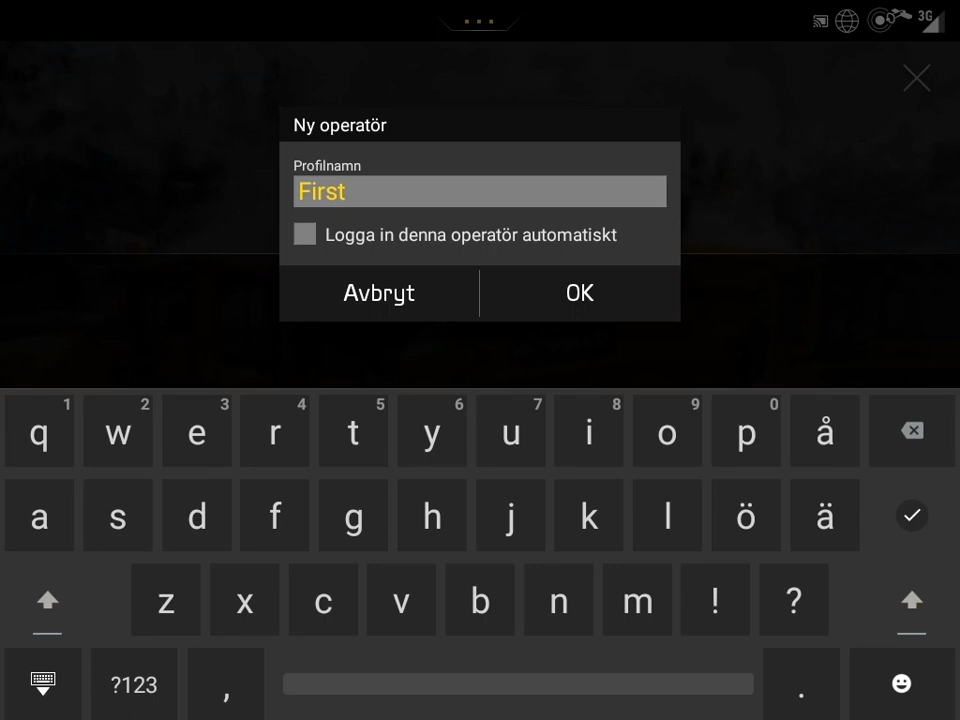 3G
Ny operatör
Profilnamn
First
Logga in denna operatör automatiskt
Avbryt OK
1 2 3 4 5 6 7 8 9 0
q w e r t y u i o p å
a s d f g h j k l ö ä
z x c v b n m ! ?
?123 , .